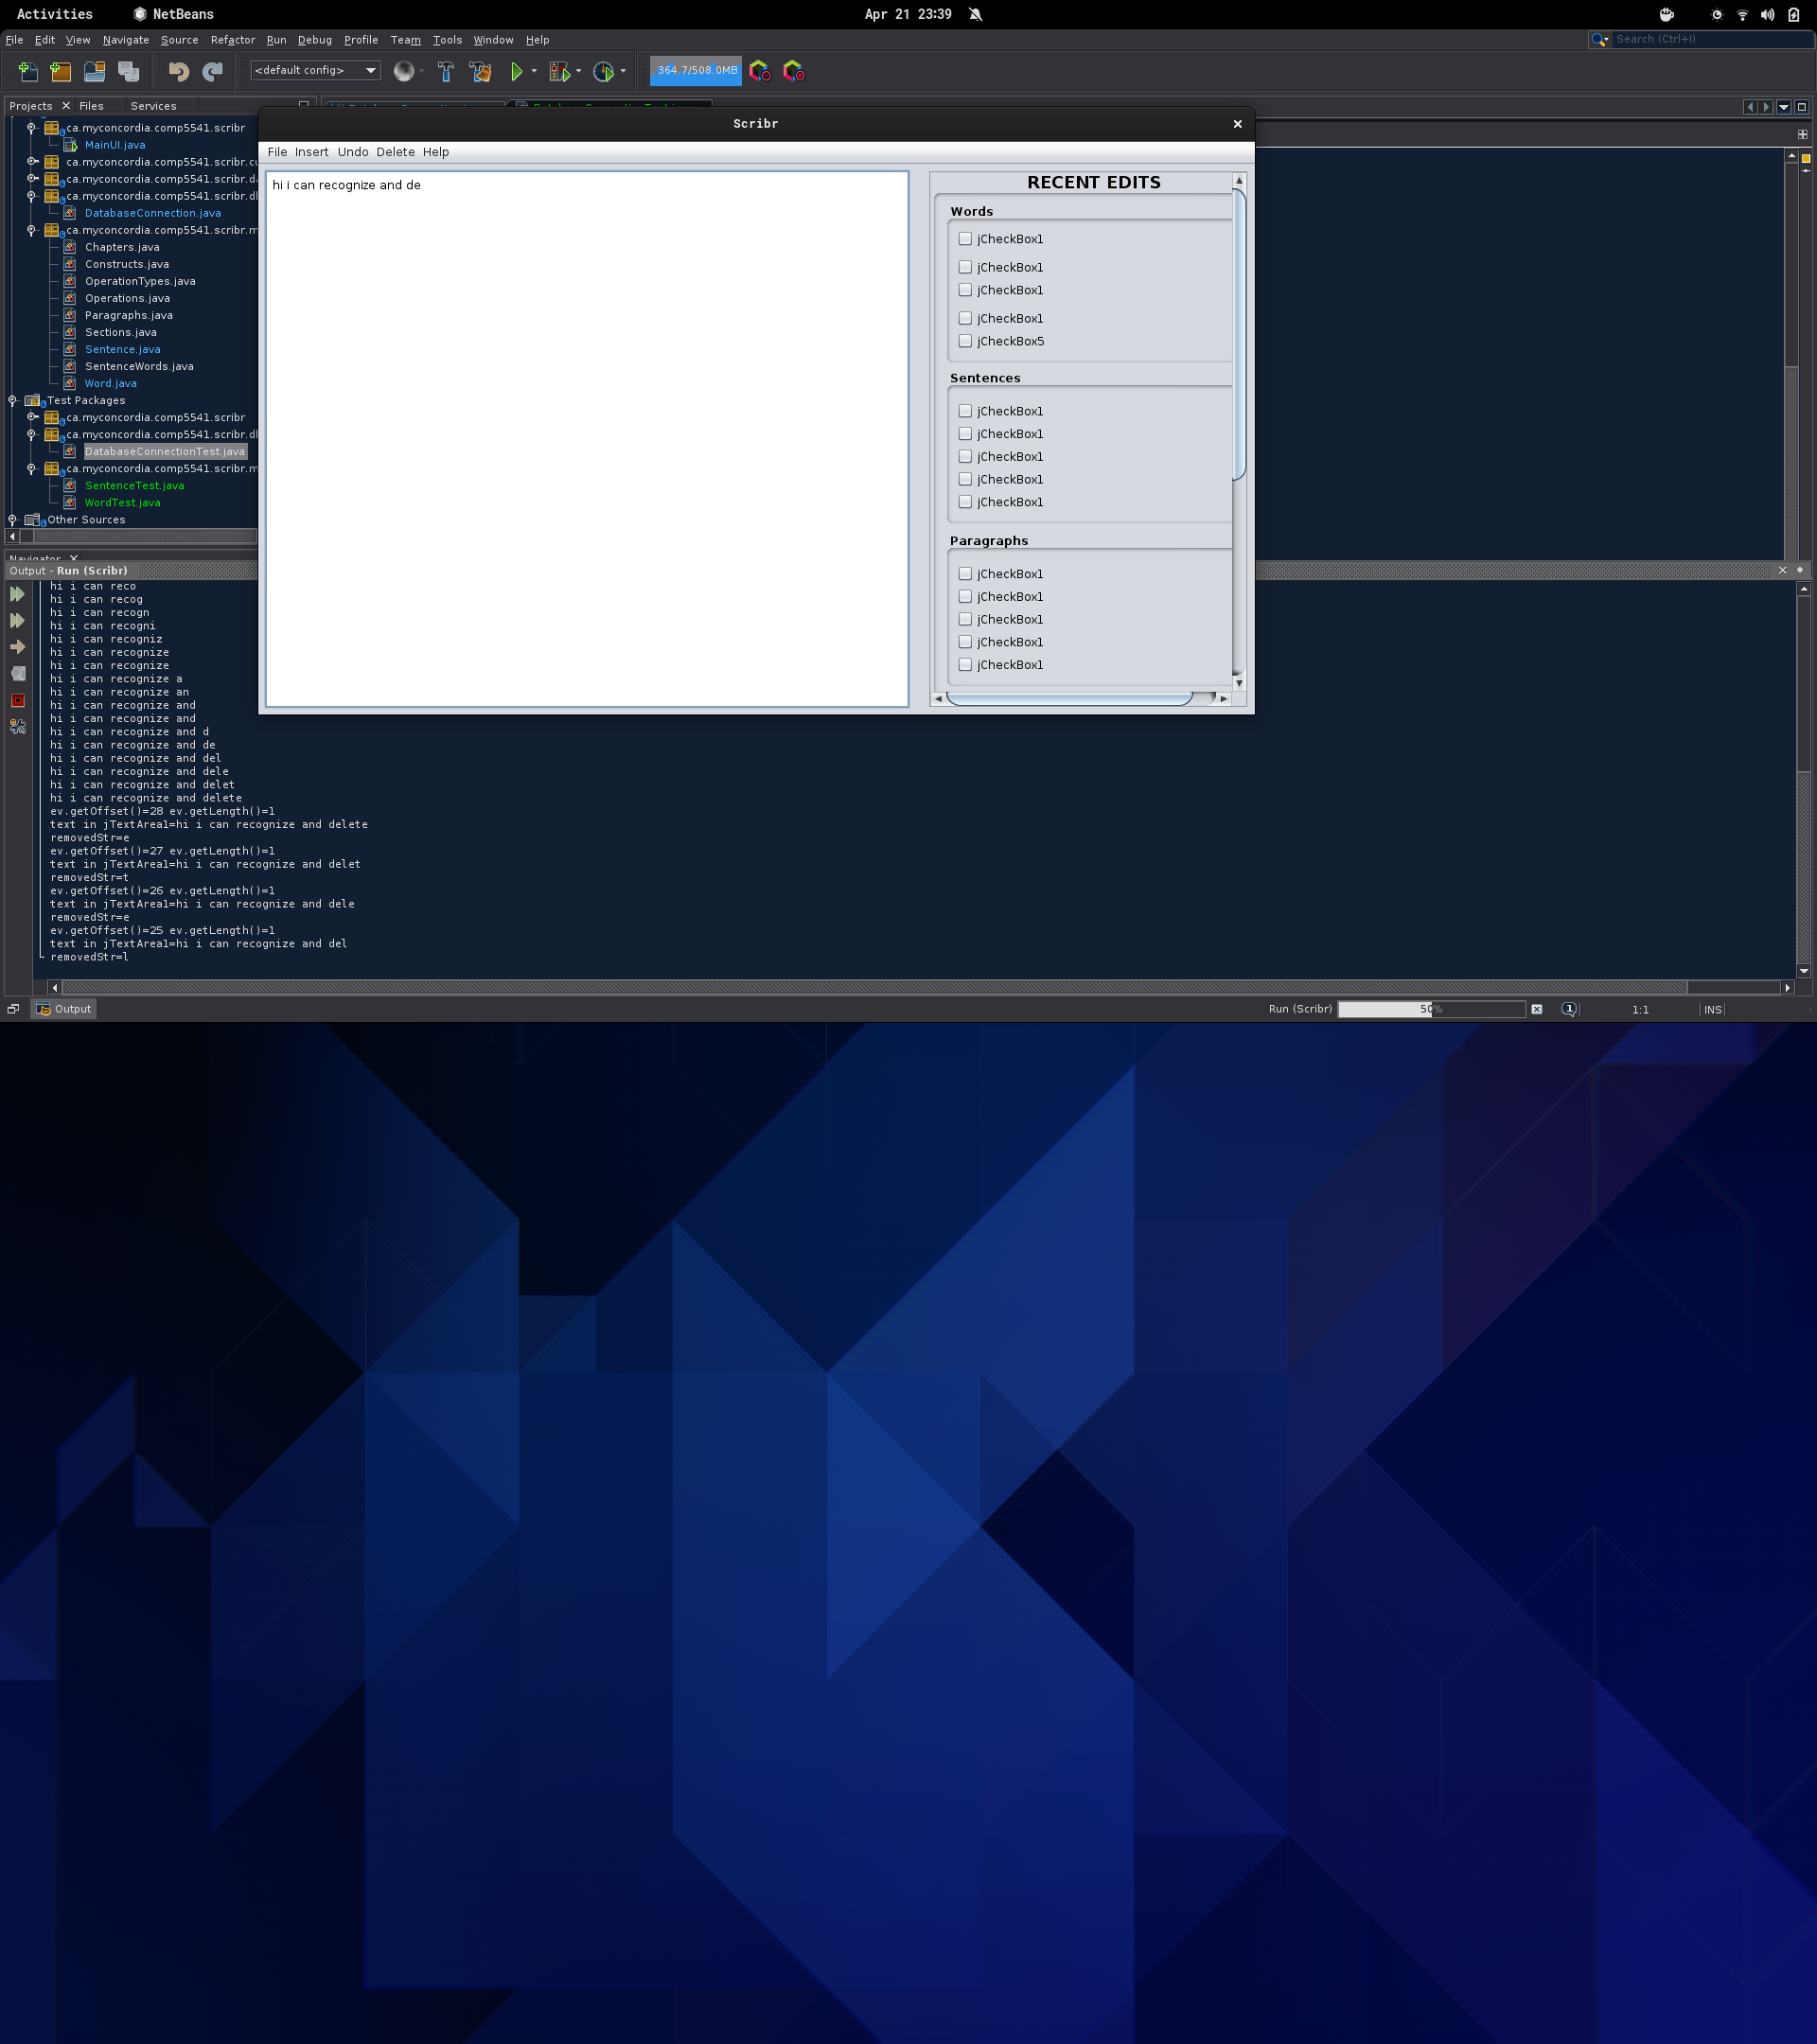 Activities NetBeans Apr 21 23:39
File Edit View Navigate Source Refactor Run Debug Profile Team Tools Window Help Search (Ctrl+I)
<default config> 364.7/508.0MB
Projects Files Services
ca.myconcordia.comp5541.scribr
MainUI.java
ca.myconcordia.comp5541.scribr.
ca.myconcordia.comp5541.scribr.
ca.myconcordia.comp5541.scribr.
DatabaseConnection.java
ca.myconcordia.comp5541.scribr.
Chapters.java
Constructs.java
OperationTypes.java
Operations.java
Paragraphs.java
Sections.java
Sentence.java
SentenceWords.java
Word.java
Test Packages
ca.myconcordia.comp5541.scribr
ca.myconcordia.comp5541.scribr.
DatabaseConnectionTest.java
ca.myconcordia.comp5541.scribr.
SentenceTest.java
WordTest.java
Other Sources
Navigator
Scribr
File Insert Undo Delete Help
hi i can recognize and de
RECENT EDITS
Words
jCheckBox1
jCheckBox1
jCheckBox1
jCheckBox1
jCheckBox5
Sentences
jCheckBox1
jCheckBox1
jCheckBox1
jCheckBox1
jCheckBox1
Paragraphs
jCheckBox1
jCheckBox1
jCheckBox1
jCheckBox1
jCheckBox1
Output - Run (Scribr)
hi i can reco
hi i can recog
hi i can recogn
hi i can recogni
hi i can recogniz
hi i can recognize
hi i can recognize
hi i can recognize a
hi i can recognize an
hi i can recognize and
hi i can recognize and
hi i can recognize and d
hi i can recognize and de
hi i can recognize and del
hi i can recognize and dele
hi i can recognize and delet
hi i can recognize and delete
ev.getOffset()=28 ev.getLength()=1
text in jTextArea1=hi i can recognize and delete
removedStr=e
ev.getOffset()=27 ev.getLength()=1
text in jTextArea1=hi i can recognize and delet
removedStr=t
ev.getOffset()=26 ev.getLength()=1
text in jTextArea1=hi i can recognize and dele
removedStr=e
ev.getOffset()=25 ev.getLength()=1
text in jTextArea1=hi i can recognize and del
removedStr=l
Output Run (Scribr) 50% 1 1:1 INS